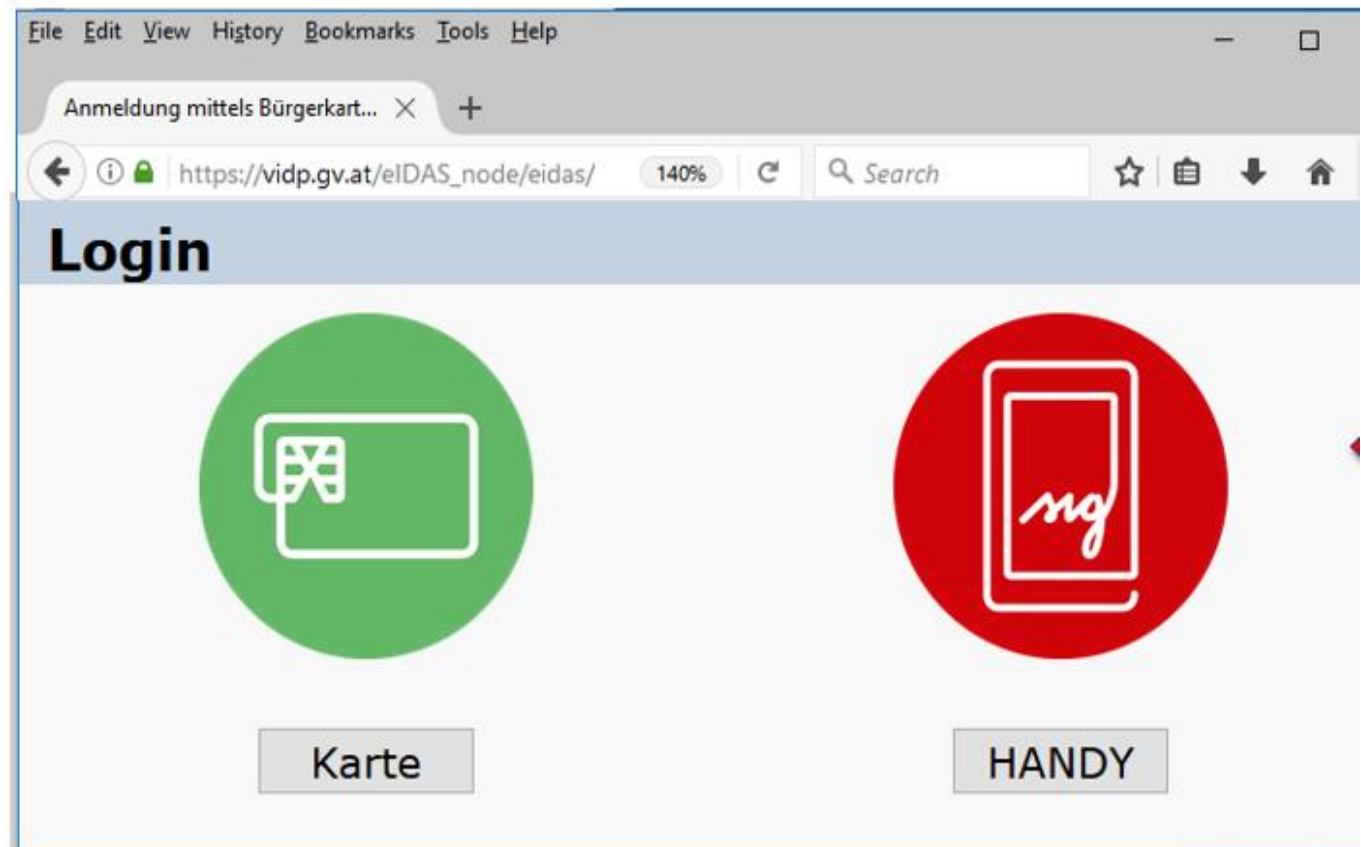 File Edit View History Bookmarks Tools Help
Anmeldung mittels Bürgerkart...
https://vidp.gv.at/eIDAS_node/eidas/ 140% Search
Login
sig
Karte HANDY